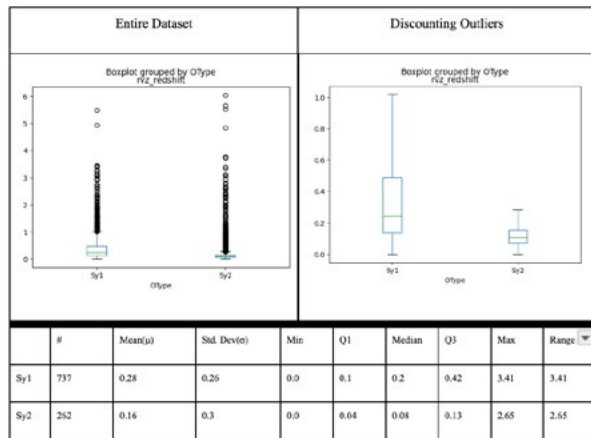 Entire Dataset
Discounting Outliers
Boxplot grouped by OType
rvz_redshift
6
5
4
3
2
1
0
Sy1 Sy2
OType
Boxplot grouped by OType
rvz_redshift
1.0
0.8
0.6
0.4
0.2
0.0
Sy1 Sy2
OType
# Mean(μ) Std. Dev(σ) Min Q1 Median Q3 Max Range
Sy1 737 0.28 0.26 0.0 0.1 0.2 0.42 3.41 3.41
Sy2 262 0.16 0.3 0.0 0.04 0.08 0.13 2.65 2.65